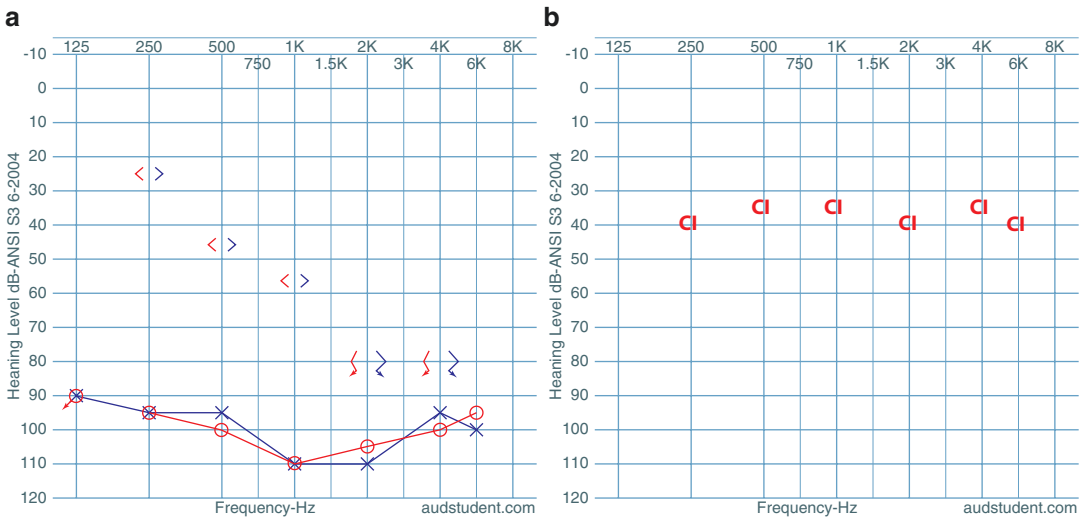 a
125 250 500 1K 2K 4K 8K
750 1.5K 3K 6K
-10
0
10
20
30
40
50
60
70
80
90
100
110
120
Heaning Level dB-ANSI S3 6-2004
Frequency-Hz audstudent.com
b
125 250 500 1K 2K 4K 8K
750 1.5K 3K 6K
-10
0
10
20
30
40
50
60
70
80
90
100
110
120
Heaning Level dB-ANSI S3 6-2004
CI CI CI CI CI CI
Frequency-Hz audstudent.com